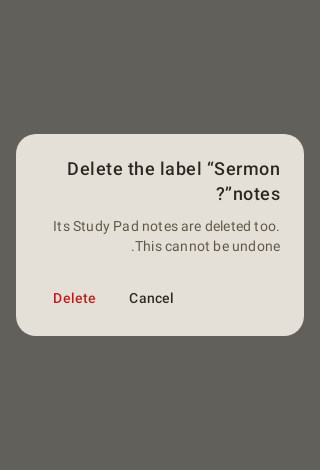 Delete the label “Sermon
?”notes
Its Study Pad notes are deleted too.
.This cannot be undone
Delete Cancel